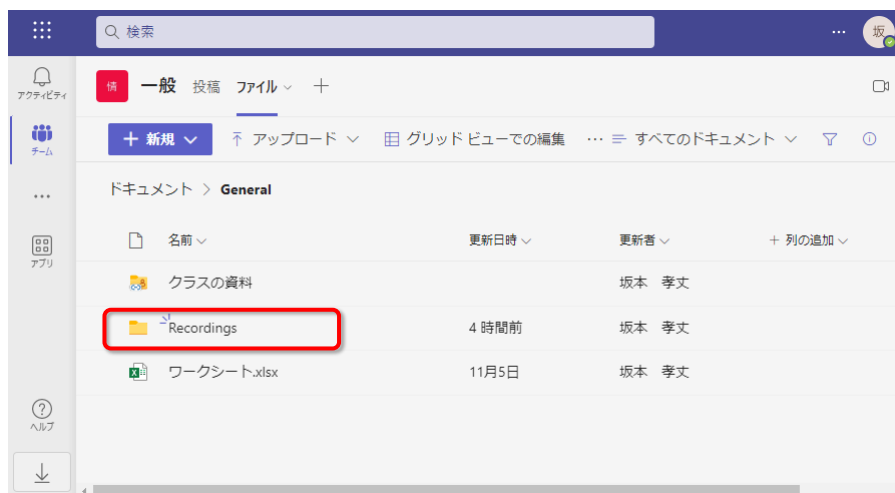 検索
坂
アクティビティ
チーム
アプリ
ヘルプ
情 一般 投稿 ファイル
新規 アップロード グリッド ビューでの編集 … すべてのドキュメント
ドキュメント > General
名前 更新日時 更新者 + 列の追加
クラスの資料 坂本 孝丈
Recordings 4 時間前 坂本 孝丈
ワークシート.xlsx 11月5日 坂本 孝丈